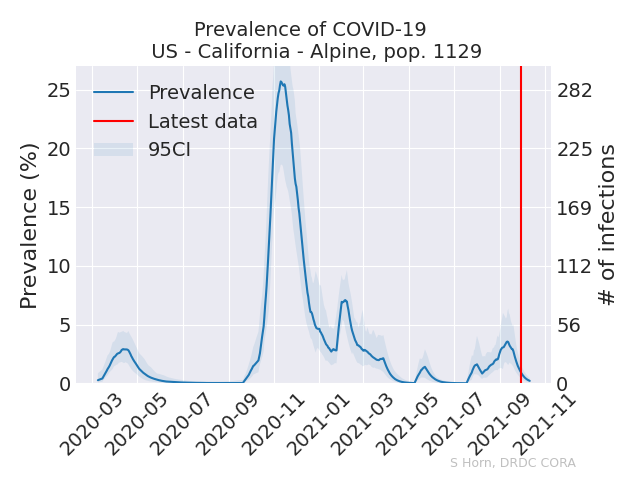 Prevalence of COVID-19
US - California - Alpine, pop. 1129
Prevalence (%)
25
20
15
10
5
0
Prevalence
Latest data
95CI
282
225
169
112
56
0
# of infections
2020-03
2020-05
2020-07
2020-09
2020-11
2021-01
2021-03
2021-05
2021-07
2021-09
2021-11
S Horn, DRDC CORA